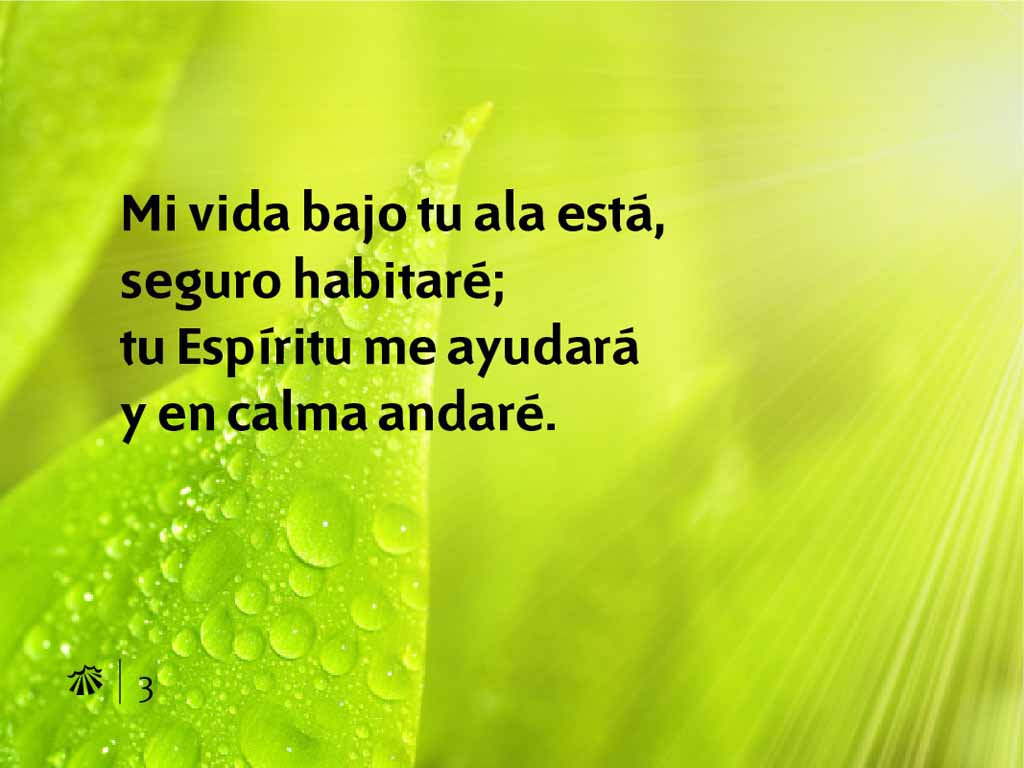 Mi vida bajo tu ala está,
seguro habitaré;
tu Espíritu me ayudará
y en calma andaré.
3